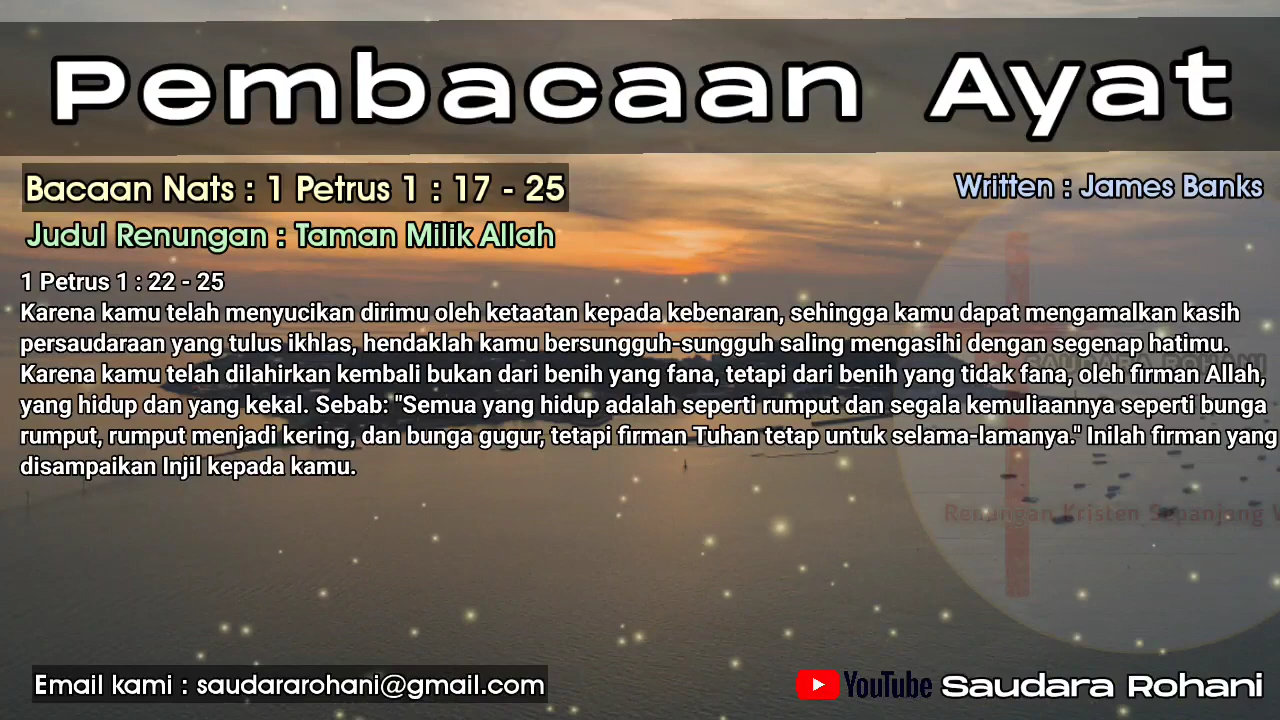 Pembacaan Ayat
Bacaan Nats : 1 Petrus 1 : 17 - 25
Written : James Banks
Judul Renungan : Taman Milik Allah
1 Petrus 1 : 22 - 25
Karena kamu telah menyucikan dirimu oleh ketaatan kepada kebenaran, sehingga kamu dapat mengamalkan kasih
persaudaraan yang tulus ikhlas, hendaklah kamu bersungguh-sungguh saling mengasihi dengan segenap hatimu.
Karena kamu telah dilahirkan kembali bukan dari benih yang fana, tetapi dari benih yang tidak fana, oleh firman Allah,
yang hidup dan yang kekal. Sebab: "Semua yang hidup adalah seperti rumput dan segala kemuliaannya seperti bunga
rumput, rumput menjadi kering, dan bunga gugur, tetapi firman Tuhan tetap untuk selama-lamanya." Inilah firman yang
disampaikan Injil kepada kamu.
SAUDARA ROHANI
Renungan Kristen Sepanjang
Email kami : saudararohani@gmail.com
YouTube Saudara Rohani